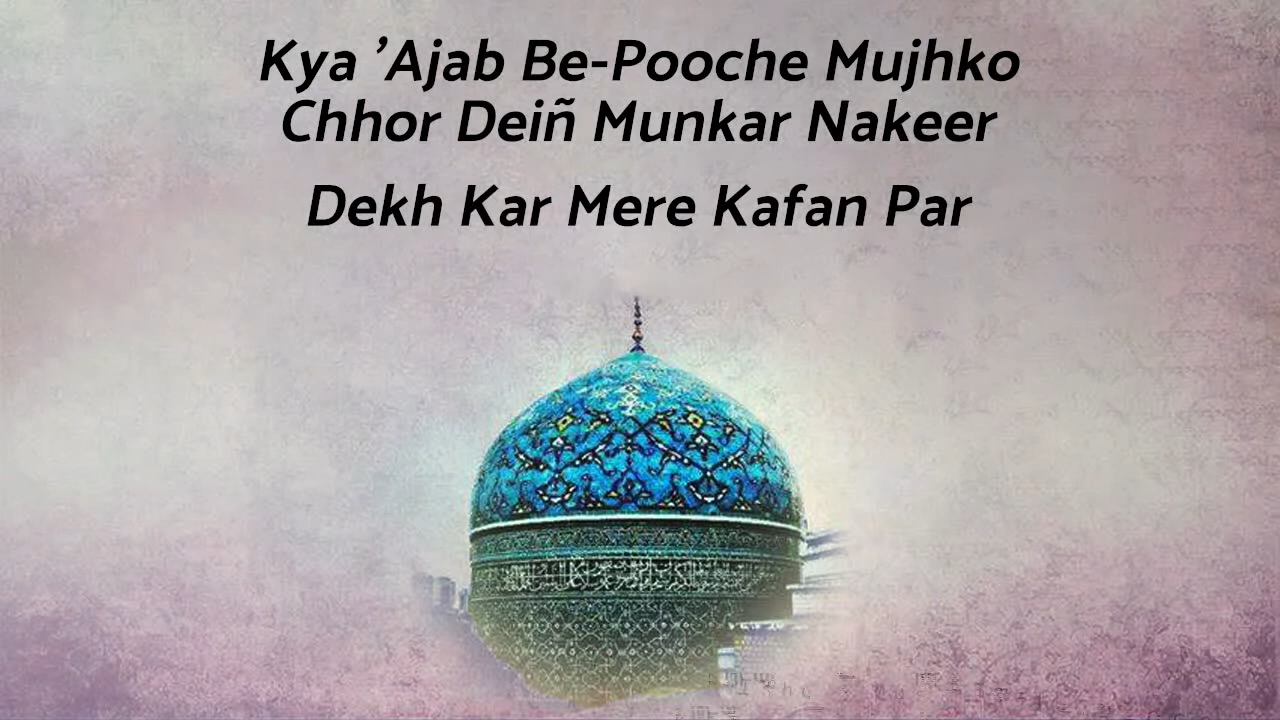 Kya ’Ajab Be-Pooche Mujhko
Chhor Deiñ Munkar Nakeer
Dekh Kar Mere Kafan Par